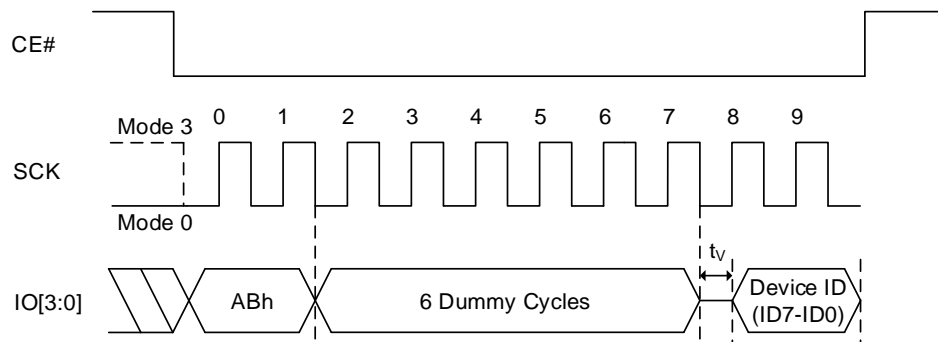 CE#
0 1 2 3 4 5 6 7 8 9
Mode 3
SCK
Mode 0
tV
IO[3:0]
ABh
6 Dummy Cycles
Device ID
(ID7-ID0)